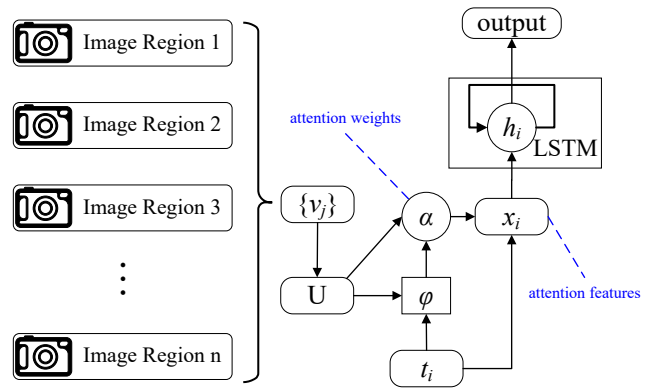 Image Region 1
Image Region 2
Image Region 3
⋮
Image Region n
{v_j}
U
attention weights
α
φ
t_i
x_i
attention features
h_i
LSTM
output